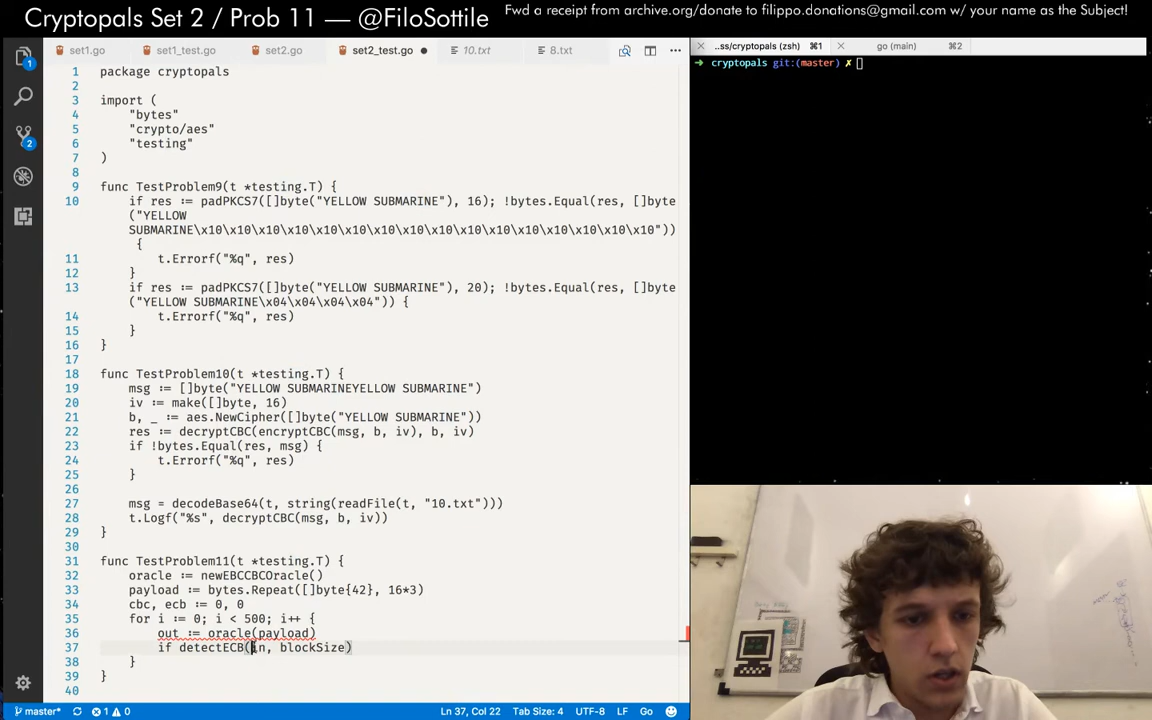 Cryptopals Set 2 / Prob 11 — @FiloSottile
Fwd a receipt from archive.org/donate to filippo.donations@gmail.com w/ your name as the Subject!
set1.go
set1_test.go
set2.go
set2_test.go
10.txt
8.txt
..ss/cryptopals (zsh) ⌘1
go (main) ⌘2
➜ cryptopals git:(master) ✗
1 package cryptopals
2
3 import (
4 "bytes"
5 "crypto/aes"
6 "testing"
7 )
8
9 func TestProblem9(t *testing.T) {
10 if res := padPKCS7([]byte("YELLOW SUBMARINE"), 16); !bytes.Equal(res, []byte
("YELLOW
SUBMARINE\x10\x10\x10\x10\x10\x10\x10\x10\x10\x10\x10\x10\x10\x10\x10\x10"))
{
11 t.Errorf("%q", res)
12 }
13 if res := padPKCS7([]byte("YELLOW SUBMARINE"), 20); !bytes.Equal(res, []byte
("YELLOW SUBMARINE\x04\x04\x04\x04")) {
14 t.Errorf("%q", res)
15 }
16 }
17
18 func TestProblem10(t *testing.T) {
19 msg := []byte("YELLOW SUBMARINEYELLOW SUBMARINE")
20 iv := make([]byte, 16)
21 b, _ := aes.NewCipher([]byte("YELLOW SUBMARINE"))
22 res := decryptCBC(encryptCBC(msg, b, iv), b, iv)
23 if !bytes.Equal(res, msg) {
24 t.Errorf("%q", res)
25 }
26
27 msg = decodeBase64(t, string(readFile(t, "10.txt")))
28 t.Logf("%s", decryptCBC(msg, b, iv))
29 }
30
31 func TestProblem11(t *testing.T) {
32 oracle := newEBCCBCOracle()
33 payload := bytes.Repeat([]byte{42}, 16*3)
34 cbc, ecb := 0, 0
35 for i := 0; i < 500; i++ {
36 out := oracle(payload)
37 if detectECB(in, blockSize)
38 }
39 }
40
1
2
master*
1 0
Ln 37, Col 22
Tab Size: 4
UTF-8
LF
Go